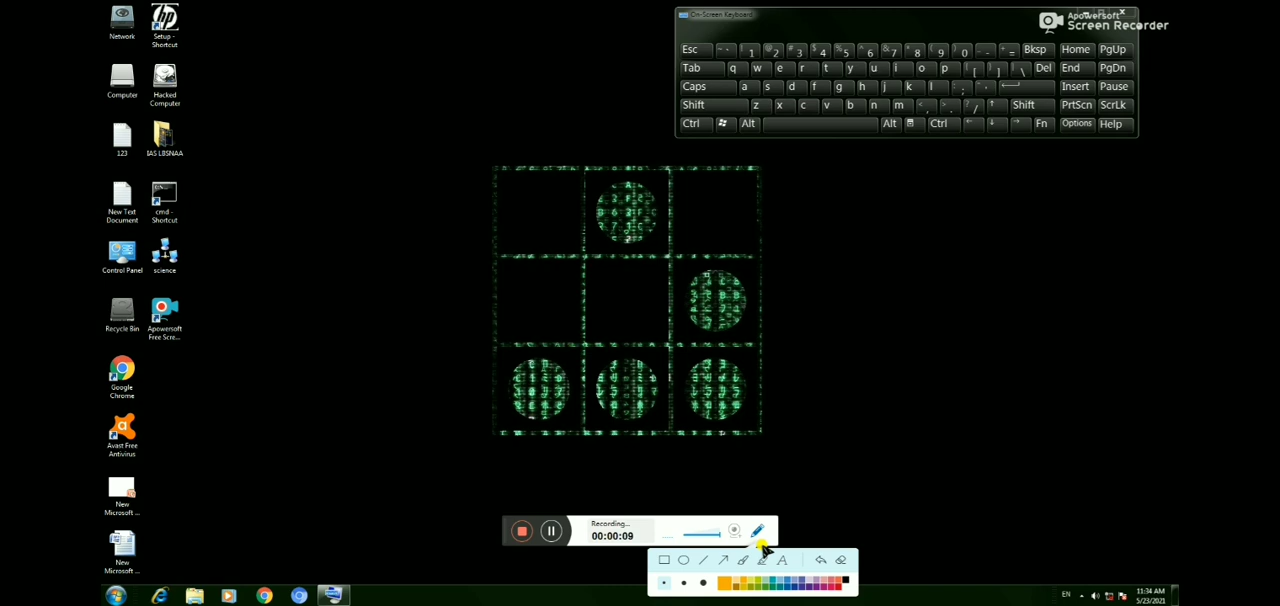 Network
Setup -
Shortcut
Computer
Hacked
Computer
123
IAS LBSNAA
New Text
Document
cmd -
Shortcut
Control Panel
science
Recycle Bin
Apowersoft
Free Scre...
Google
Chrome
Avast Free
Antivirus
New
Microsoft ...
New
Microsoft ...
On-Screen Keyboard
Apowersoft
Screen Recorder
Esc ~ ` ! 1 @ 2 # 3 $ 4 % 5 ^ 6 & 7 * 8 ( 9 ) 0 _ - + = Bksp Home PgUp
Tab q w e r t y u i o p { [ } ] | \ Del End PgDn
Caps a s d f g h j k l : ; " ' Insert Pause
Shift z x c v b n m < , > . ? / ↑ Shift PrtScn ScrLk
Ctrl Alt Alt Ctrl ← ↓ → Fn Options Help
Recording...
00:00:09
A
EN
11:34 AM
5/23/2021